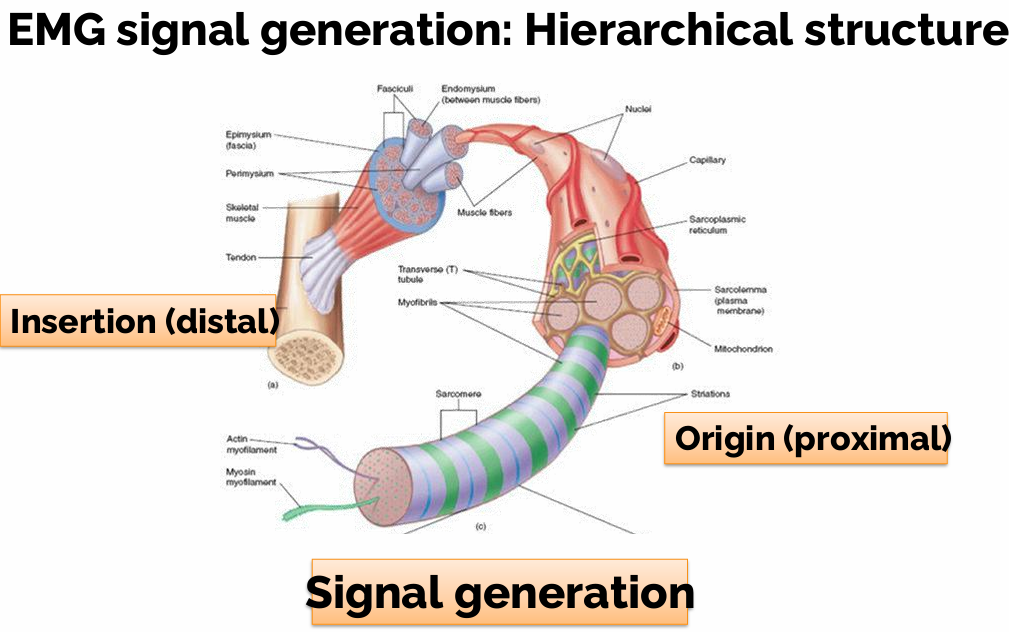 EMG signal generation: Hierarchical structure
Fasciculi
Endomysium
(between muscle fibers)
Nuclei
Epimysium
(fascia)
Capillary
Perimysium
Skeletal
muscle
Muscle fibers
Sarcoplasmic
reticulum
Tendon
Transverse (T)
tubule
Myofibrils
Sarcolemma
(plasma
membrane)
Insertion (distal)
Mitochondrion
(b)
(a)
Sarcomere
Striations
Origin (proximal)
Actin
myofilament
Myosin
myofilament
(c)
Signal generation